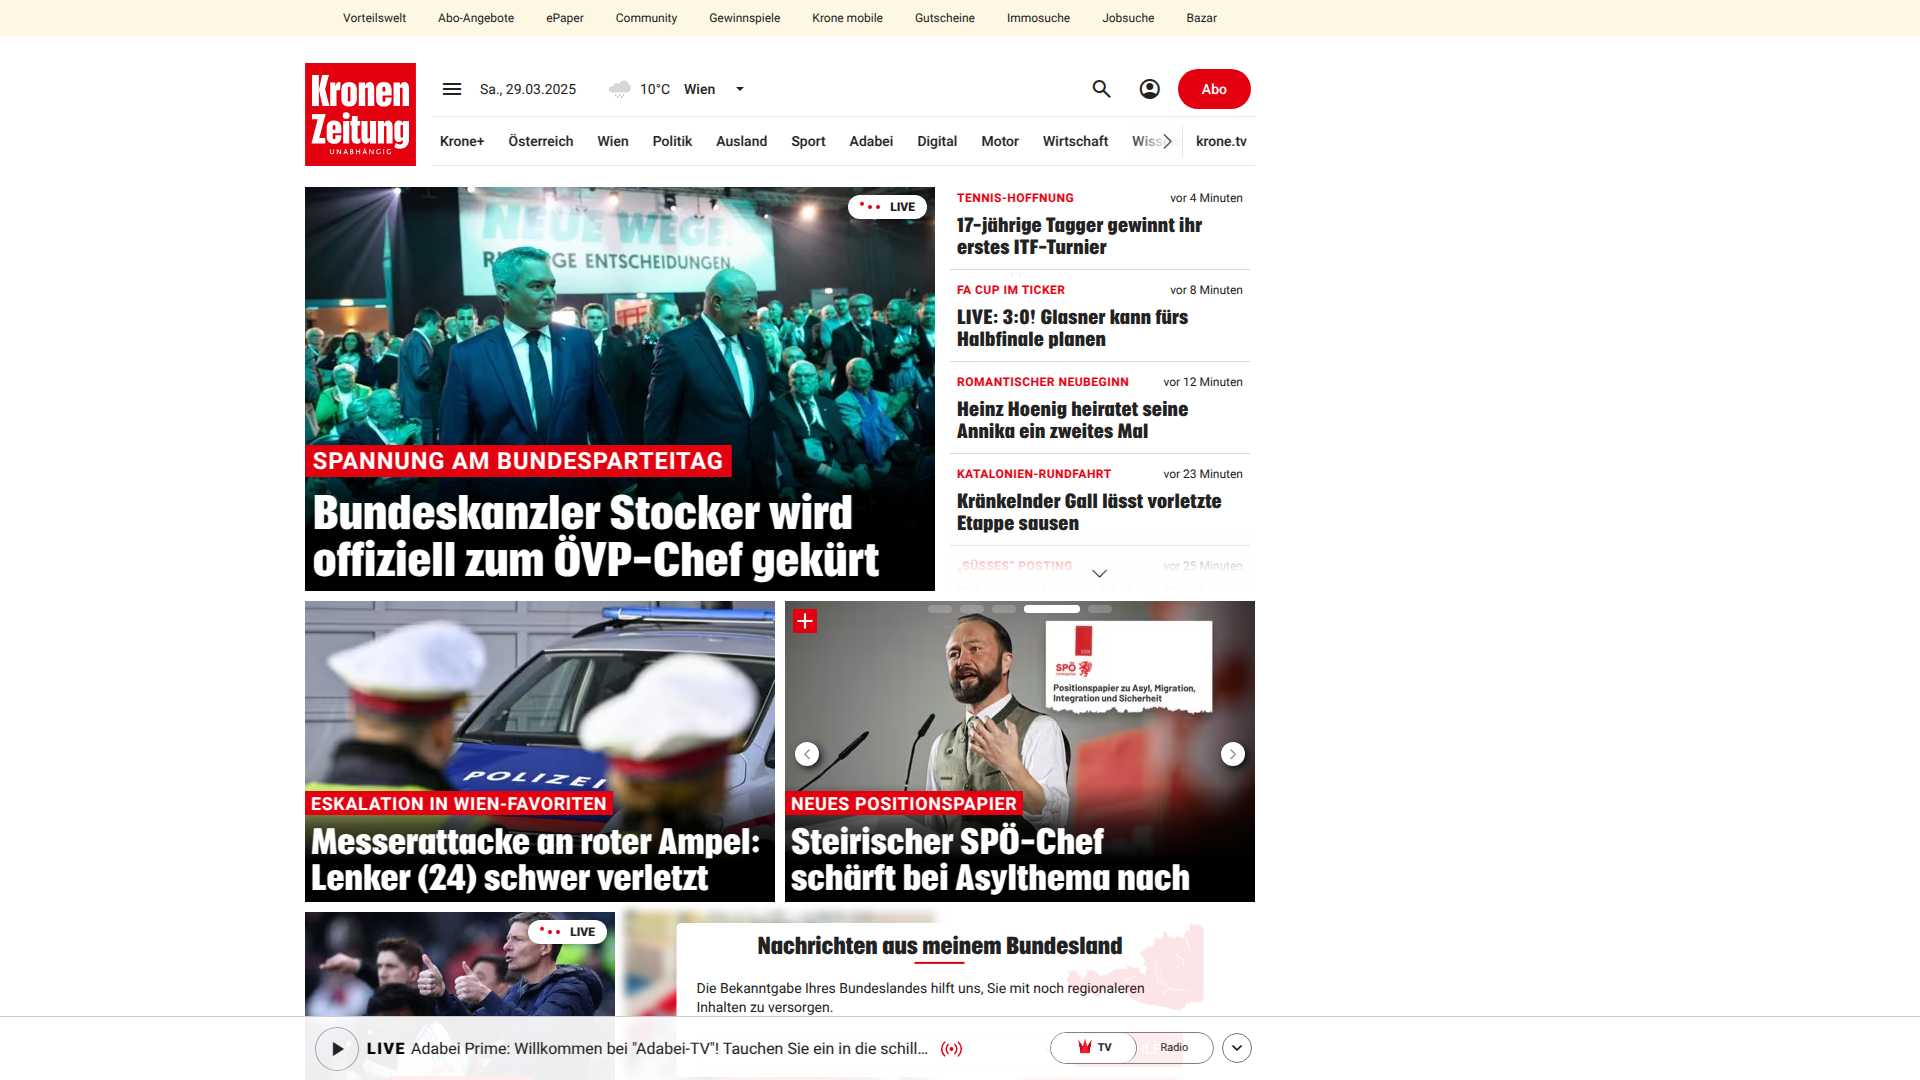 Vorteilswelt Abo-Angebote ePaper Community Gewinnspiele Krone mobile Gutscheine Immosuche Jobsuche Bazar
Kronen
Zeitung
UNABHÄNGIG
Sa., 29.03.2025 10°C Wien
Abo
Krone+ Österreich Wien Politik Ausland Sport Adabei Digital Motor Wirtschaft krone.tv
LIVE
NEUE WEGE.
ENTSCHEIDUNGEN.
SPANNUNG AM BUNDESPARTEITAG
Bundeskanzler Stocker wird
offiziell zum ÖVP-Chef gekürt
TENNIS-HOFFNUNG vor 4 Minuten
17-jährige Tagger gewinnt ihr
erstes ITF-Turnier
FA CUP IM TICKER vor 8 Minuten
LIVE: 3:0! Glasner kann fürs
Halbfinale planen
ROMANTISCHER NEUBEGINN vor 12 Minuten
Heinz Hoenig heiratet seine
Annika ein zweites Mal
KATALONIEN-RUNDFAHRT vor 23 Minuten
Kränkelnder Gall lässt vorletzte
Etappe sausen
„SÜSSES“ POSTING vor 25 Minuten
POLIZEI
ESKALATION IN WIEN-FAVORITEN
Messerattacke an roter Ampel:
Lenker (24) schwer verletzt
SPÖ
Positionspapier zu Asyl, Migration,
Integration und Sicherheit
NEUES POSITIONSPAPIER
Steirischer SPÖ-Chef
schärft bei Asylthema nach
LIVE
Nachrichten aus meinem Bundesland
Die Bekanntgabe Ihres Bundeslandes hilft uns, Sie mit noch regionaleren
Inhalten zu versorgen.
LIVE Adabei Prime: Willkommen bei "Adabei-TV"! Tauchen Sie ein in die schill...
TV Radio